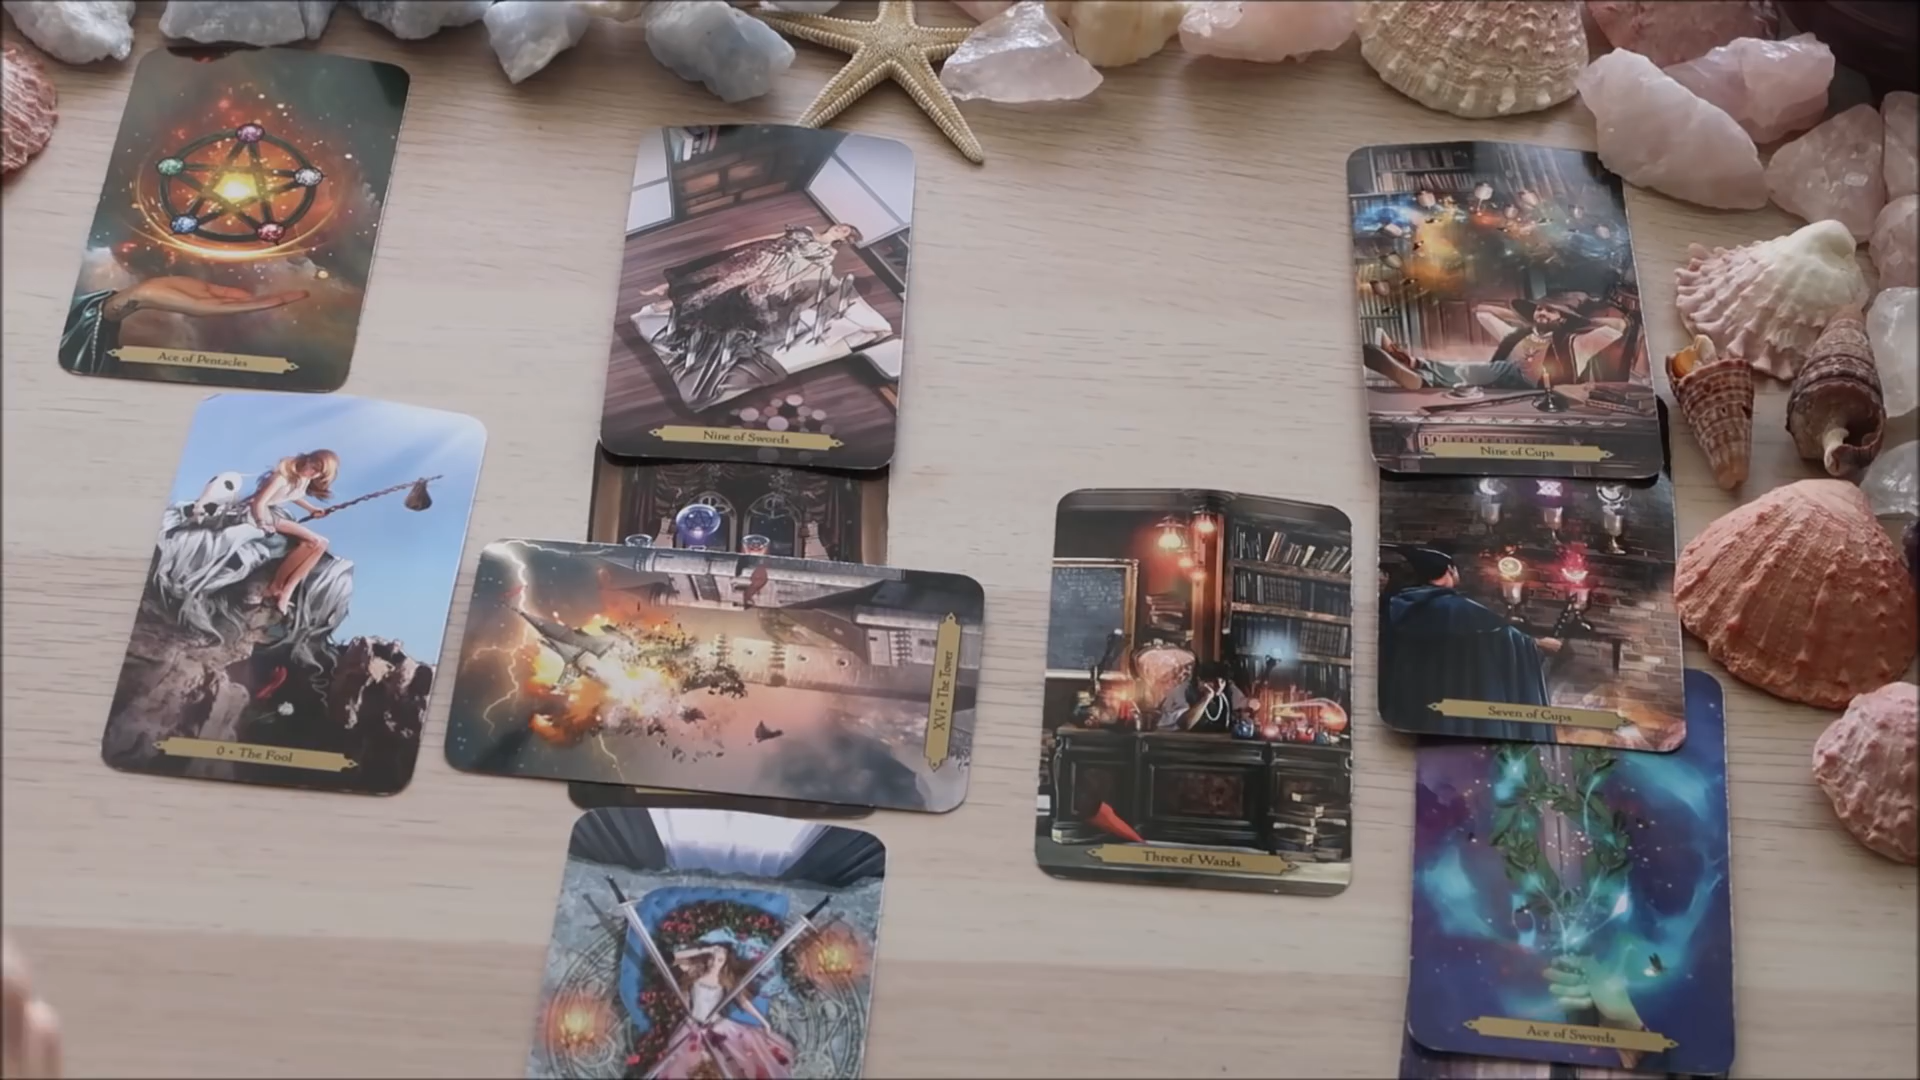 Ace of Pentacles
Nine of Swords
Nine of Cups
0 • The Fool
XVI • The Tower
Three of Wands
Seven of Cups
Ace of Swords